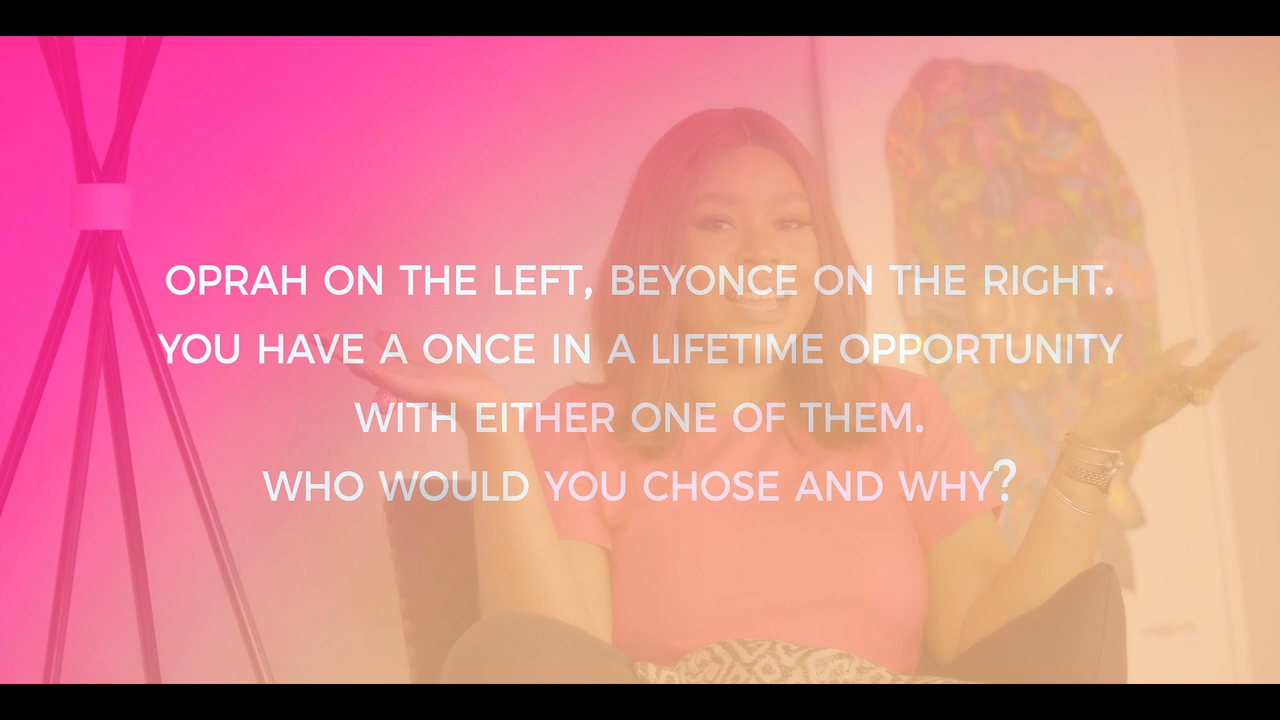 OPRAH ON THE LEFT, BEYONCE ON THE RIGHT.
YOU HAVE A ONCE IN A LIFETIME OPPORTUNITY
WITH EITHER ONE OF THEM.
WHO WOULD YOU CHOSE AND WHY?